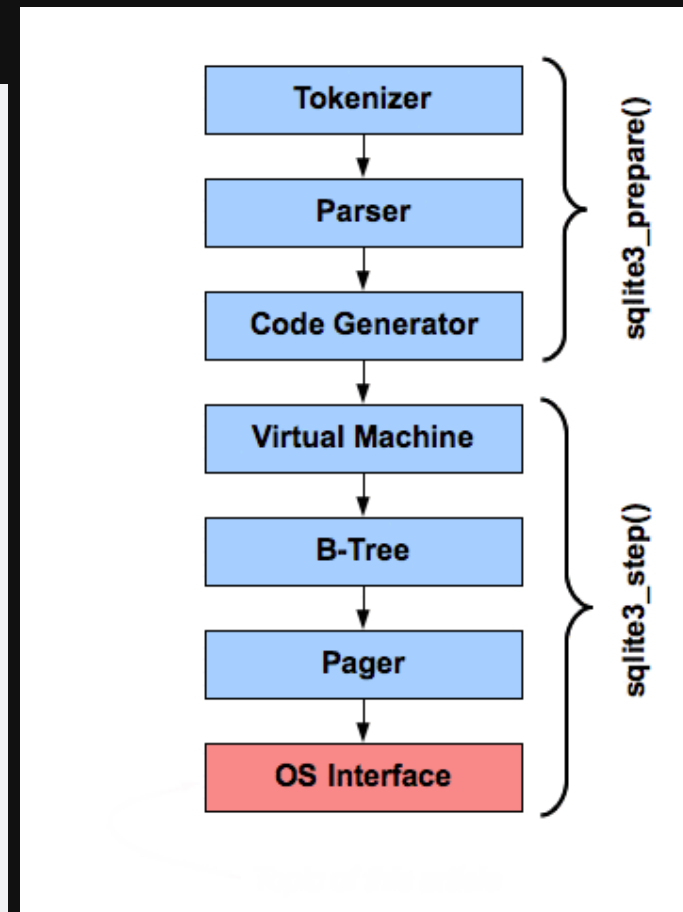 Tokenizer
Parser
Code Generator
sqlite3_prepare()
Virtual Machine
B-Tree
Pager
OS Interface
sqlite3_step()